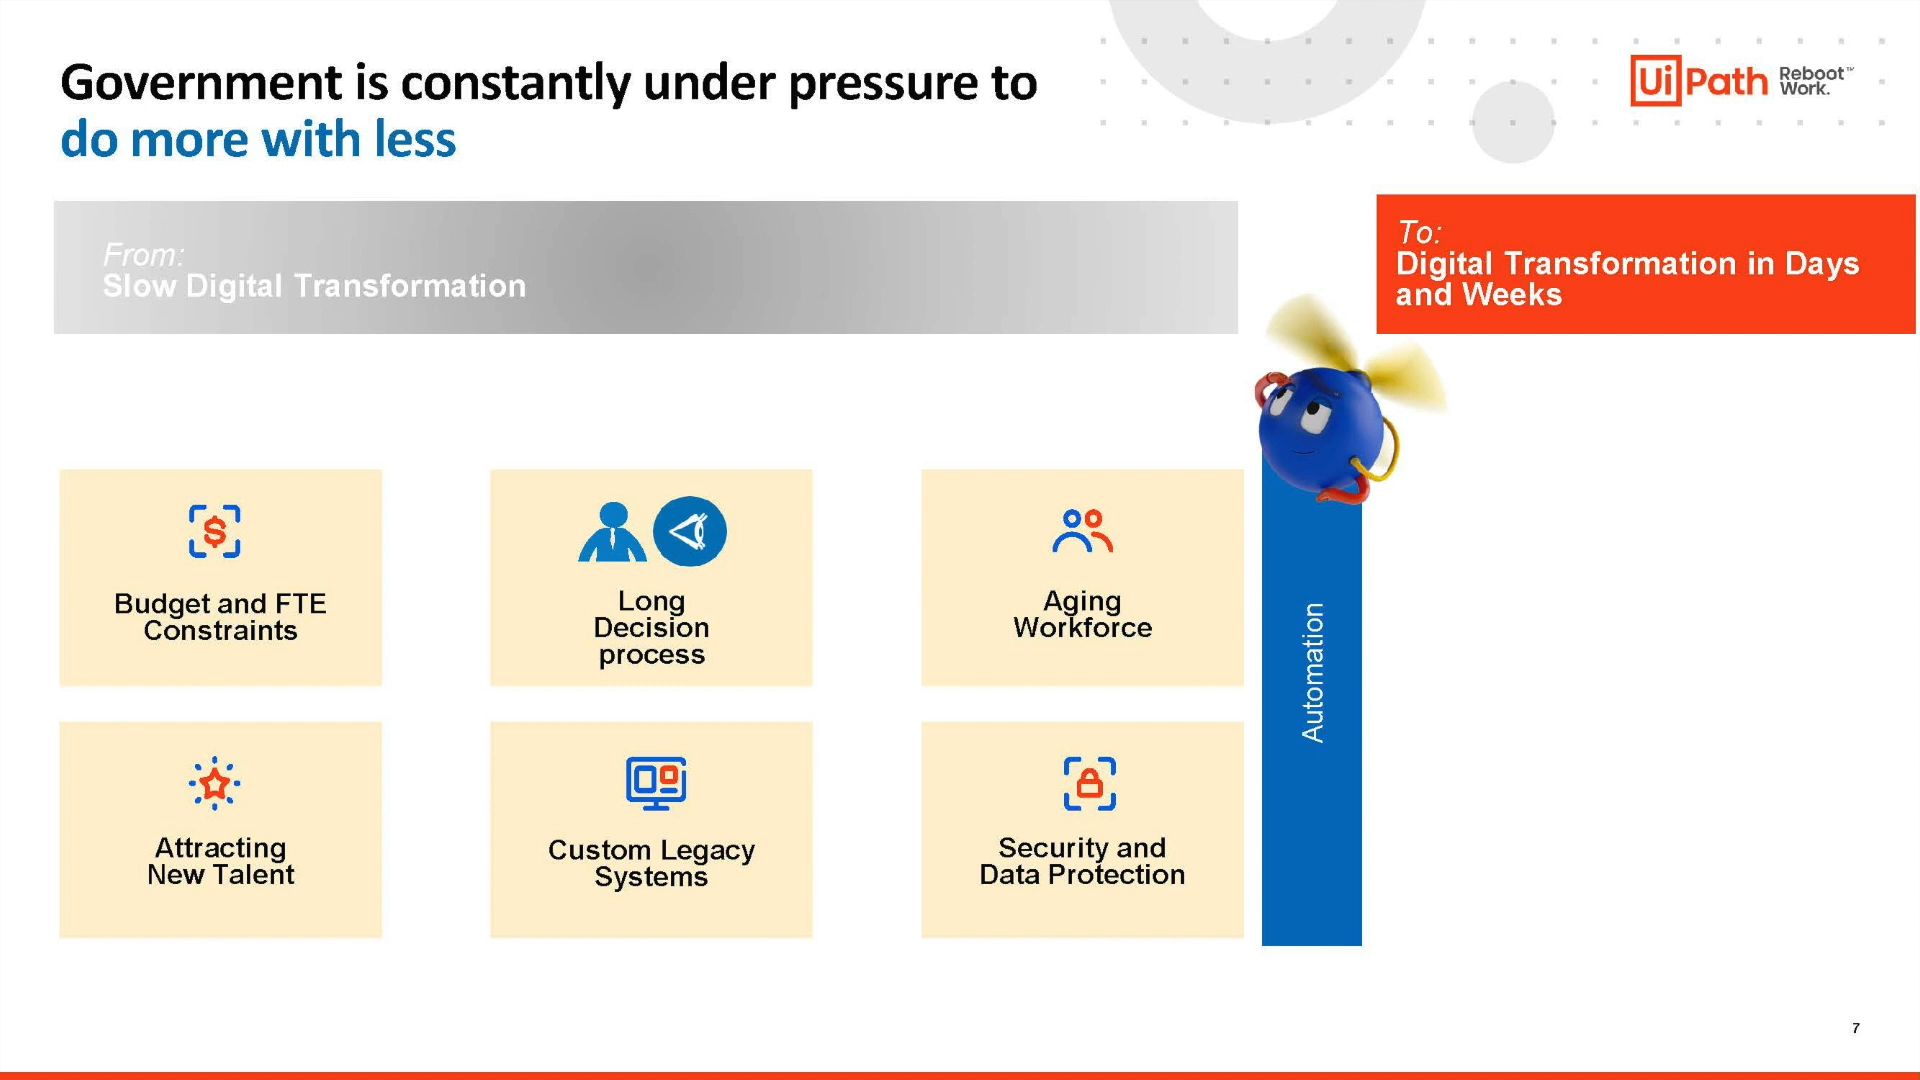 Government is constantly under pressure to
do more with less
UiPath Reboot
Work.™
From:
Slow Digital Transformation
To:
Digital Transformation in Days
and Weeks
Budget and FTE
Constraints
Long
Decision
process
Aging
Workforce
Automation
Attracting
New Talent
Custom Legacy
Systems
Security and
Data Protection
7